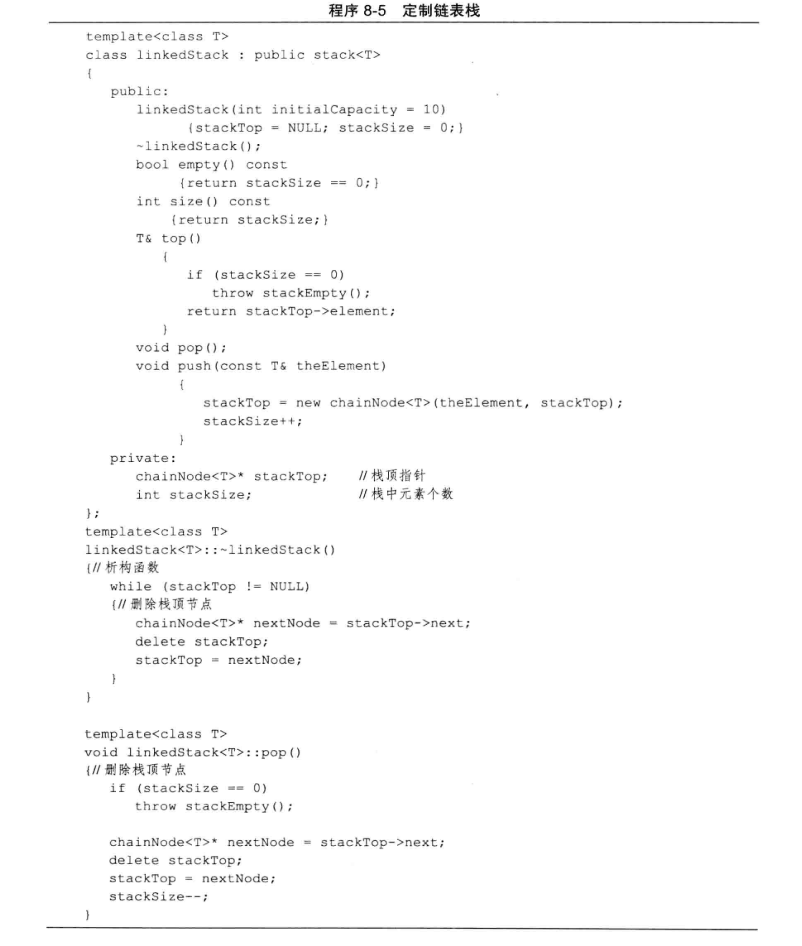 程序 8-5 定制链表栈
template<class T>
class linkedStack : public stack<T>
{
public:
linkedStack(int initialCapacity = 10)
{stackTop = NULL; stackSize = 0;}
~linkedStack();
bool empty() const
{return stackSize == 0;}
int size() const
{return stackSize;}
T& top()
{
if (stackSize == 0)
throw stackEmpty();
return stackTop->element;
}
void pop();
void push(const T& theElement)
{
stackTop = new chainNode<T>(theElement, stackTop);
stackSize++;
}
private:
chainNode<T>* stackTop; // 栈顶指针
int stackSize; // 栈中元素个数
};
template<class T>
linkedStack<T>::~linkedStack()
{// 析构函数
while (stackTop != NULL)
{// 删除栈顶节点
chainNode<T>* nextNode = stackTop->next;
delete stackTop;
stackTop = nextNode;
}
}
template<class T>
void linkedStack<T>::pop()
{// 删除栈顶节点
if (stackSize == 0)
throw stackEmpty();
chainNode<T>* nextNode = stackTop->next;
delete stackTop;
stackTop = nextNode;
stackSize--;
}